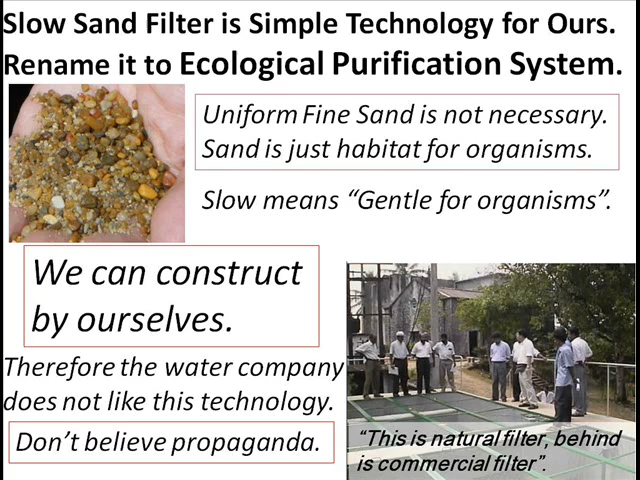 Slow Sand Filter is Simple Technology for Ours.
Rename it to Ecological Purification System.
Uniform Fine Sand is not necessary.
Sand is just habitat for organisms.
Slow means “Gentle for organisms”.
We can construct
by ourselves.
Therefore the water company
does not like this technology.
Don’t believe propaganda.
“This is natural filter, behind
is commercial filter”.